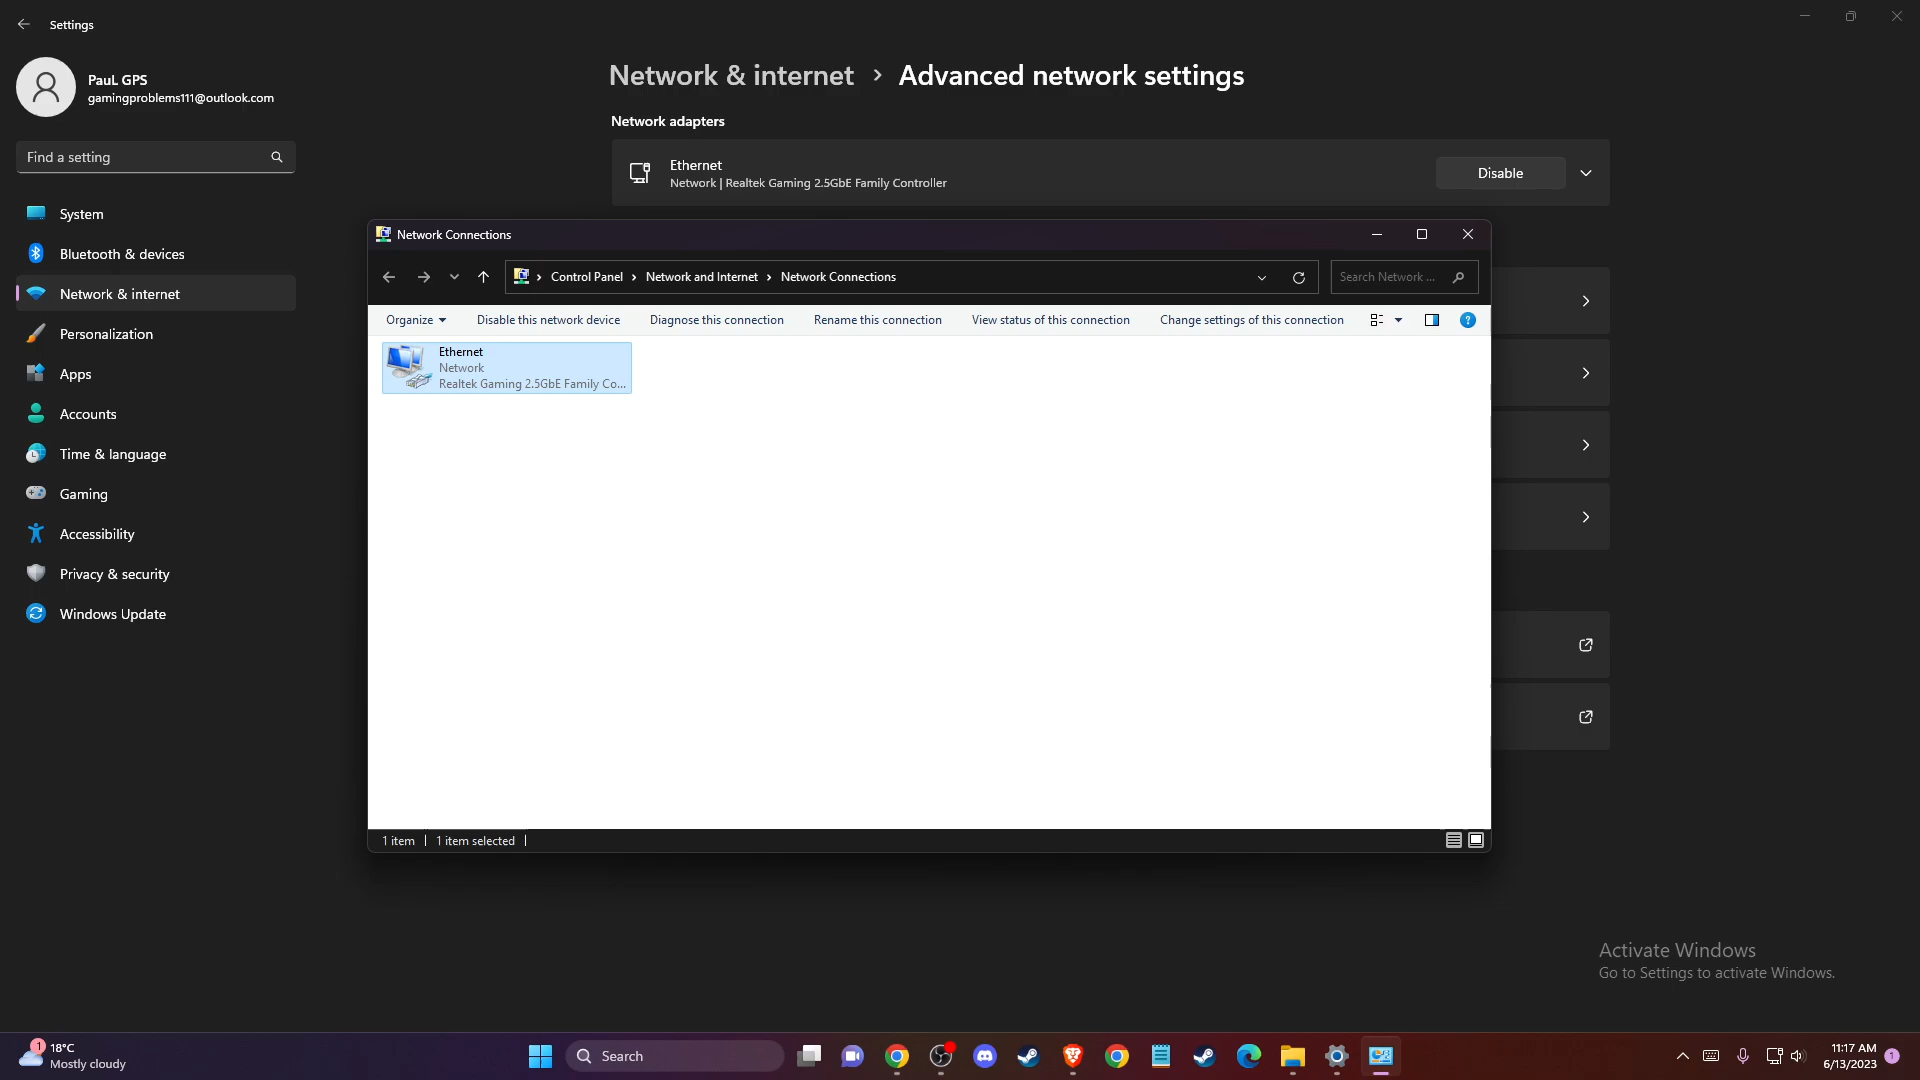 Settings
PauL GPS
gamingproblems111@outlook.com
Find a setting
System
Bluetooth & devices
Network & internet
Personalization
Apps
Accounts
Time & language
Gaming
Accessibility
Privacy & security
Windows Update
Network & internet > Advanced network settings
Network adapters
Ethernet
Network | Realtek Gaming 2.5GbE Family Controller
Disable
Network Connections
Control Panel > Network and Internet > Network Connections
Search Network ...
Organize
Disable this network device
Diagnose this connection
Rename this connection
View status of this connection
Change settings of this connection
Ethernet
Network
Realtek Gaming 2.5GbE Family Co...
1 item
1 item selected
Activate Windows
Go to Settings to activate Windows.
1
18°C
Mostly cloudy
Search
11:17 AM
6/13/2023
1